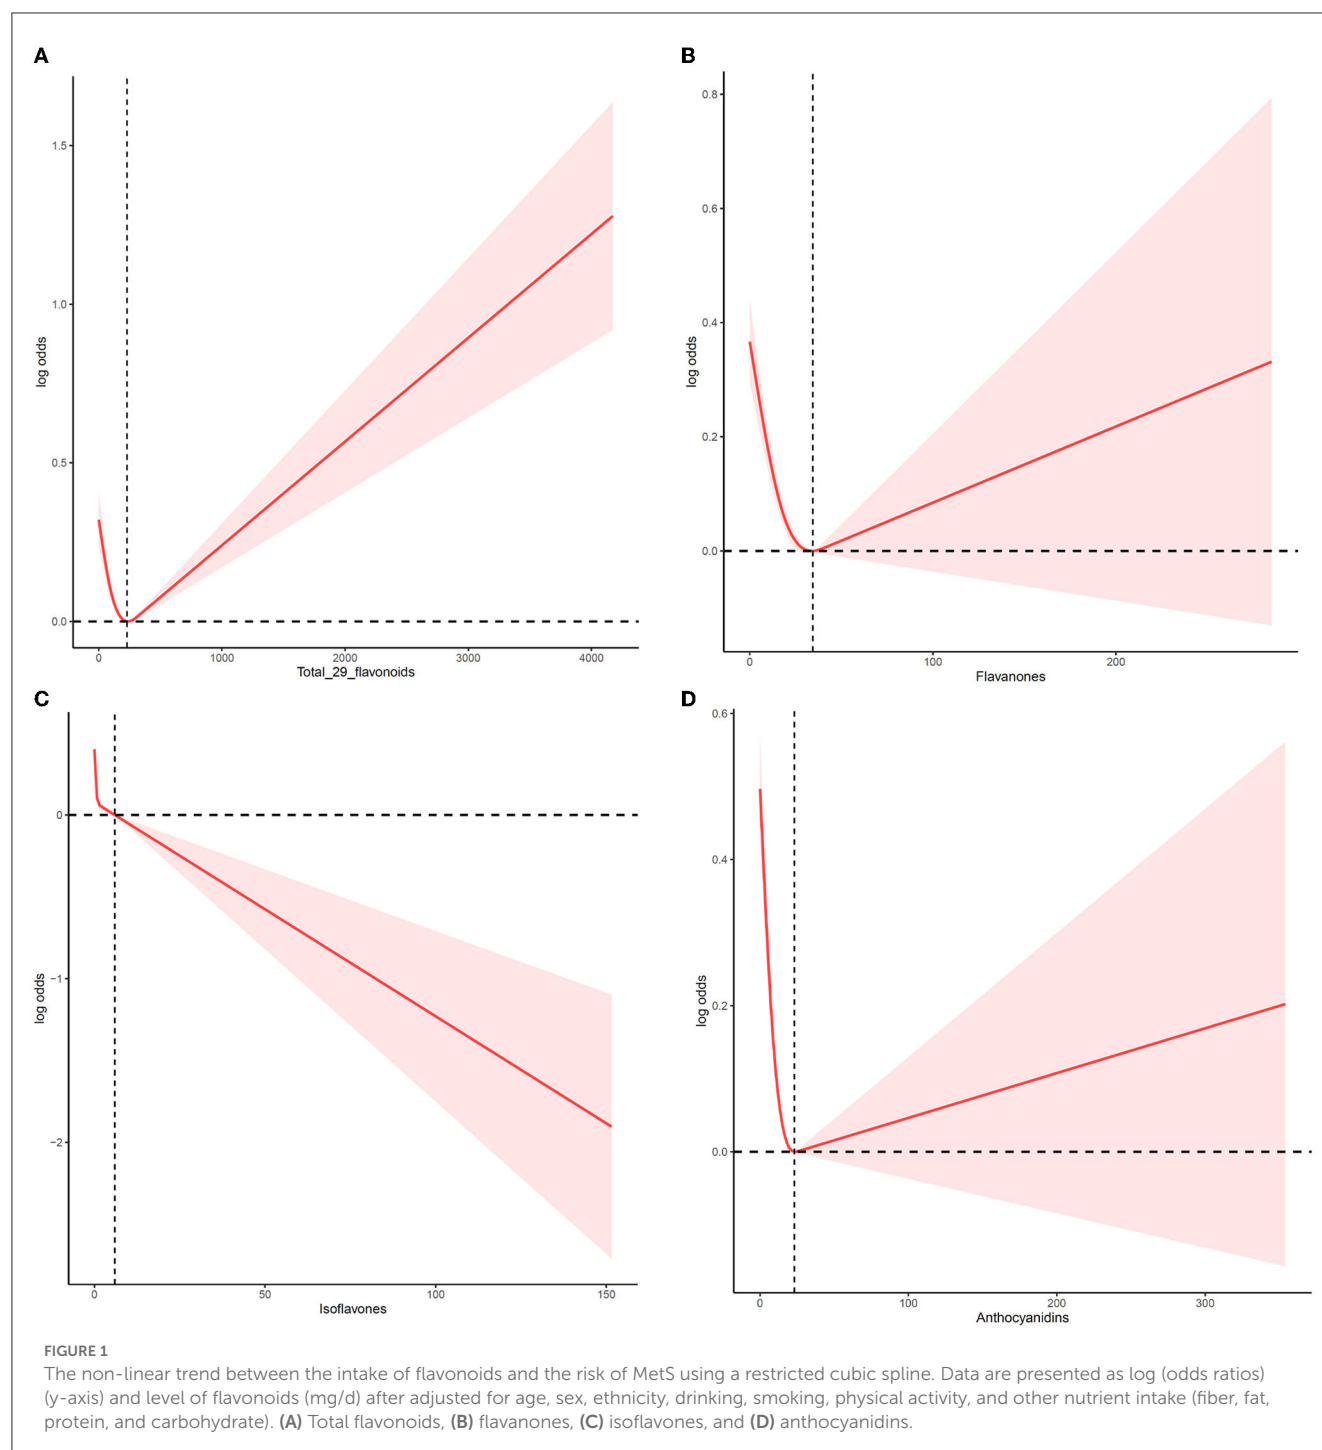 A
1.5
1.0
0.5
0.0
log odds
0
1000
2000
3000
4000
Total_29_flavonoids
B
0.8
0.6
0.4
0.2
0.0
log odds
0
100
200
Flavanones
C
0
−1
−2
log odds
0
50
100
150
Isoflavones
D
0.6
0.4
0.2
0.0
log odds
0
100
200
300
Anthocyanidins
FIGURE 1
The non-linear trend between the intake of flavonoids and the risk of MetS using a restricted cubic spline. Data are presented as log (odds ratios)
(y-axis) and level of flavonoids (mg/d) after adjusted for age, sex, ethnicity, drinking, smoking, physical activity, and other nutrient intake (fiber, fat,
protein, and carbohydrate). (A) Total flavonoids, (B) flavanones, (C) isoflavones, and (D) anthocyanidins.